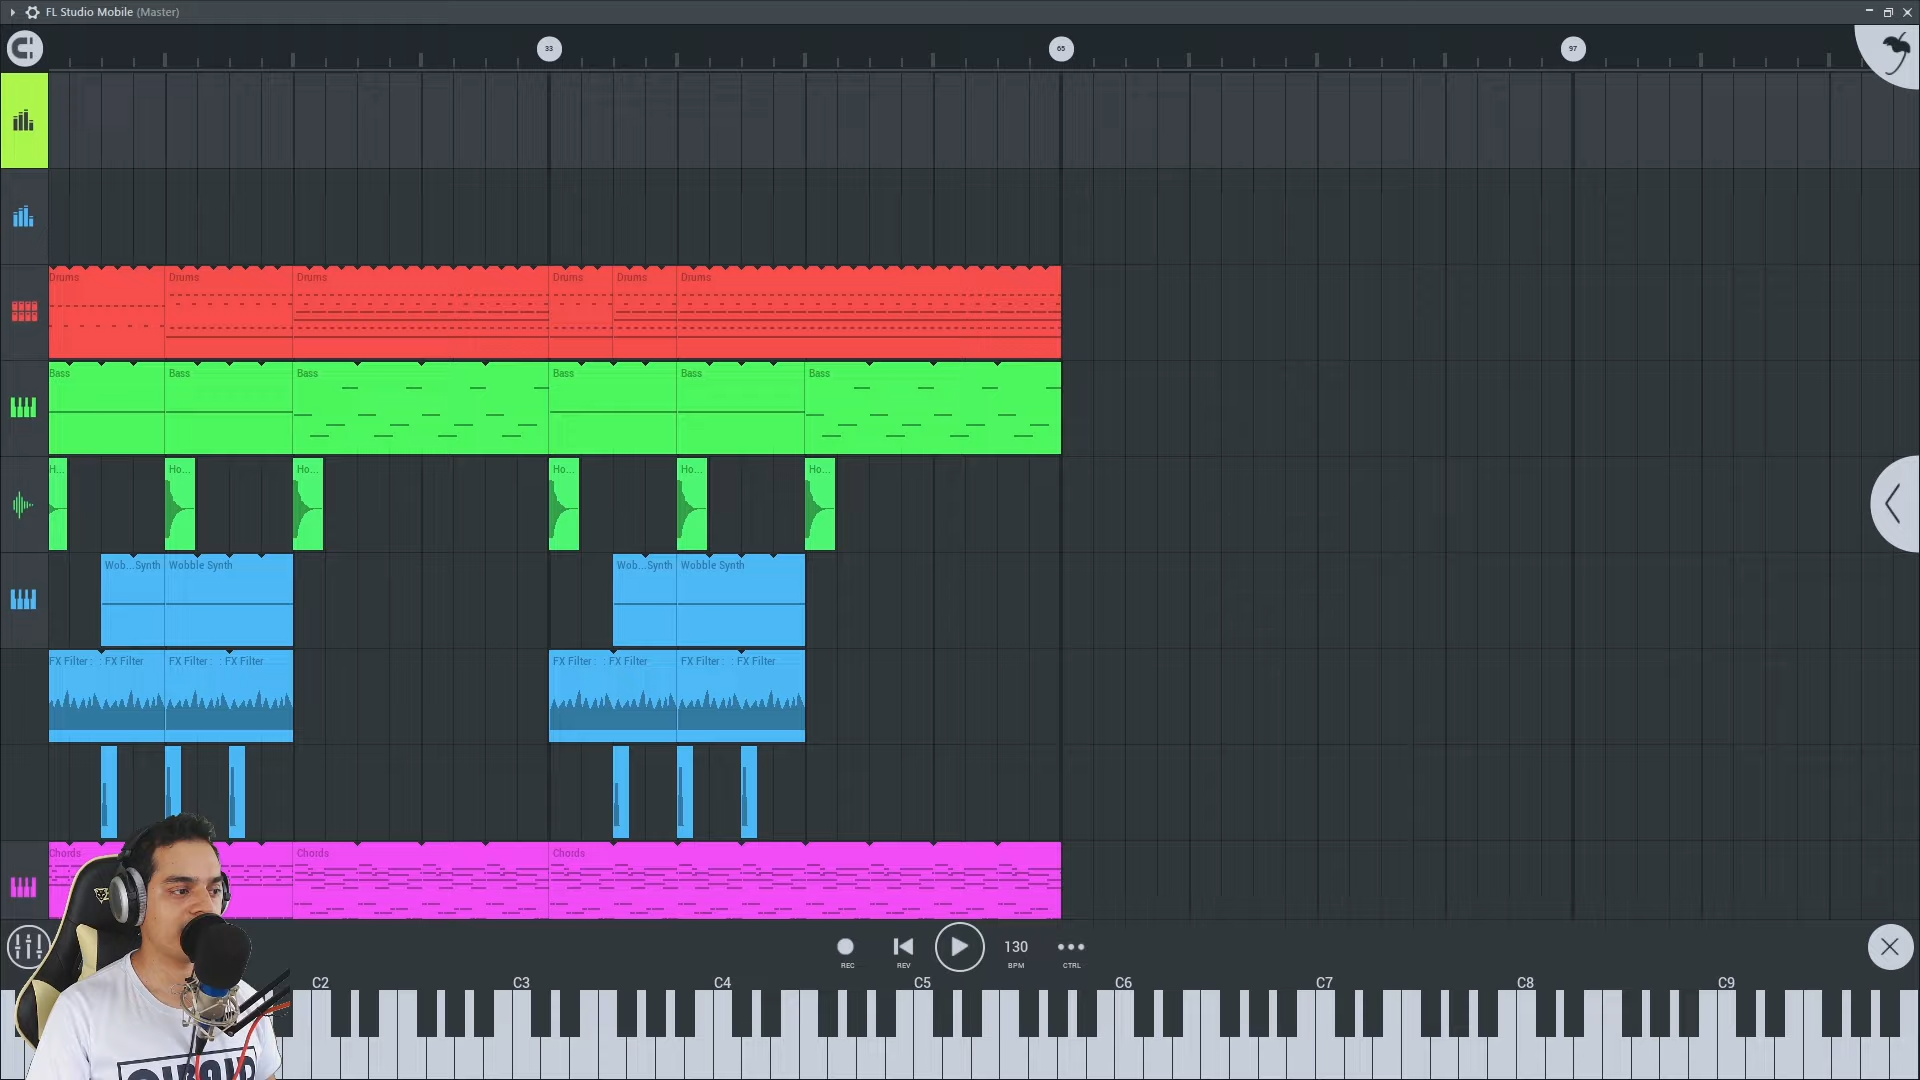 FL Studio Mobile (Master)
33
65
97
Drums Drums Drums Drums Drums Drums
Bass Bass Bass Bass Bass Bass
H... Ho... Ho... Ho... Ho... Ho...
Wob...Synth Wobble Synth Wob...Synth Wobble Synth
FX Filter: : FX Filter FX Filter: : FX Filter FX Filter: : FX Filter FX Filter: : FX Filter
Chords Chords Chords
130
REC REV BPM CTRL
C2 C3 C4 C5 C6 C7 C8 C9